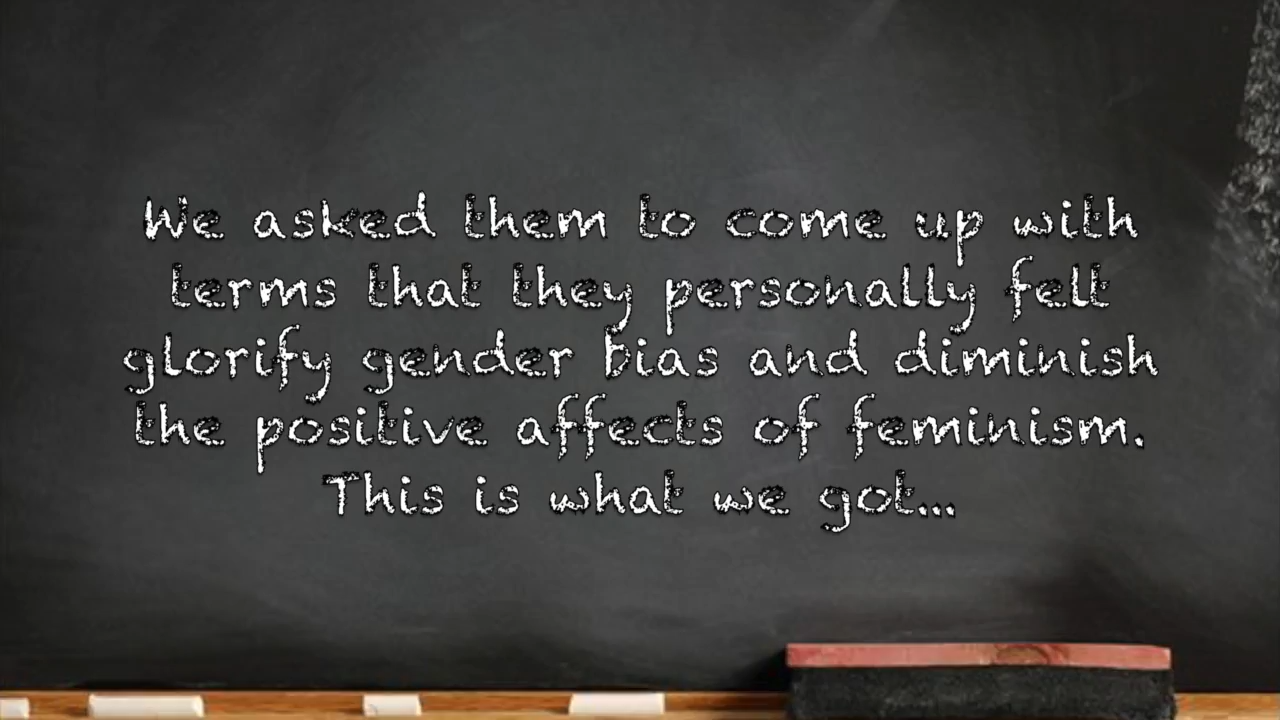 We asked them to come up with
terms that they personally felt
glorify gender bias and diminish
the positive affects of feminism.
This is what we got...